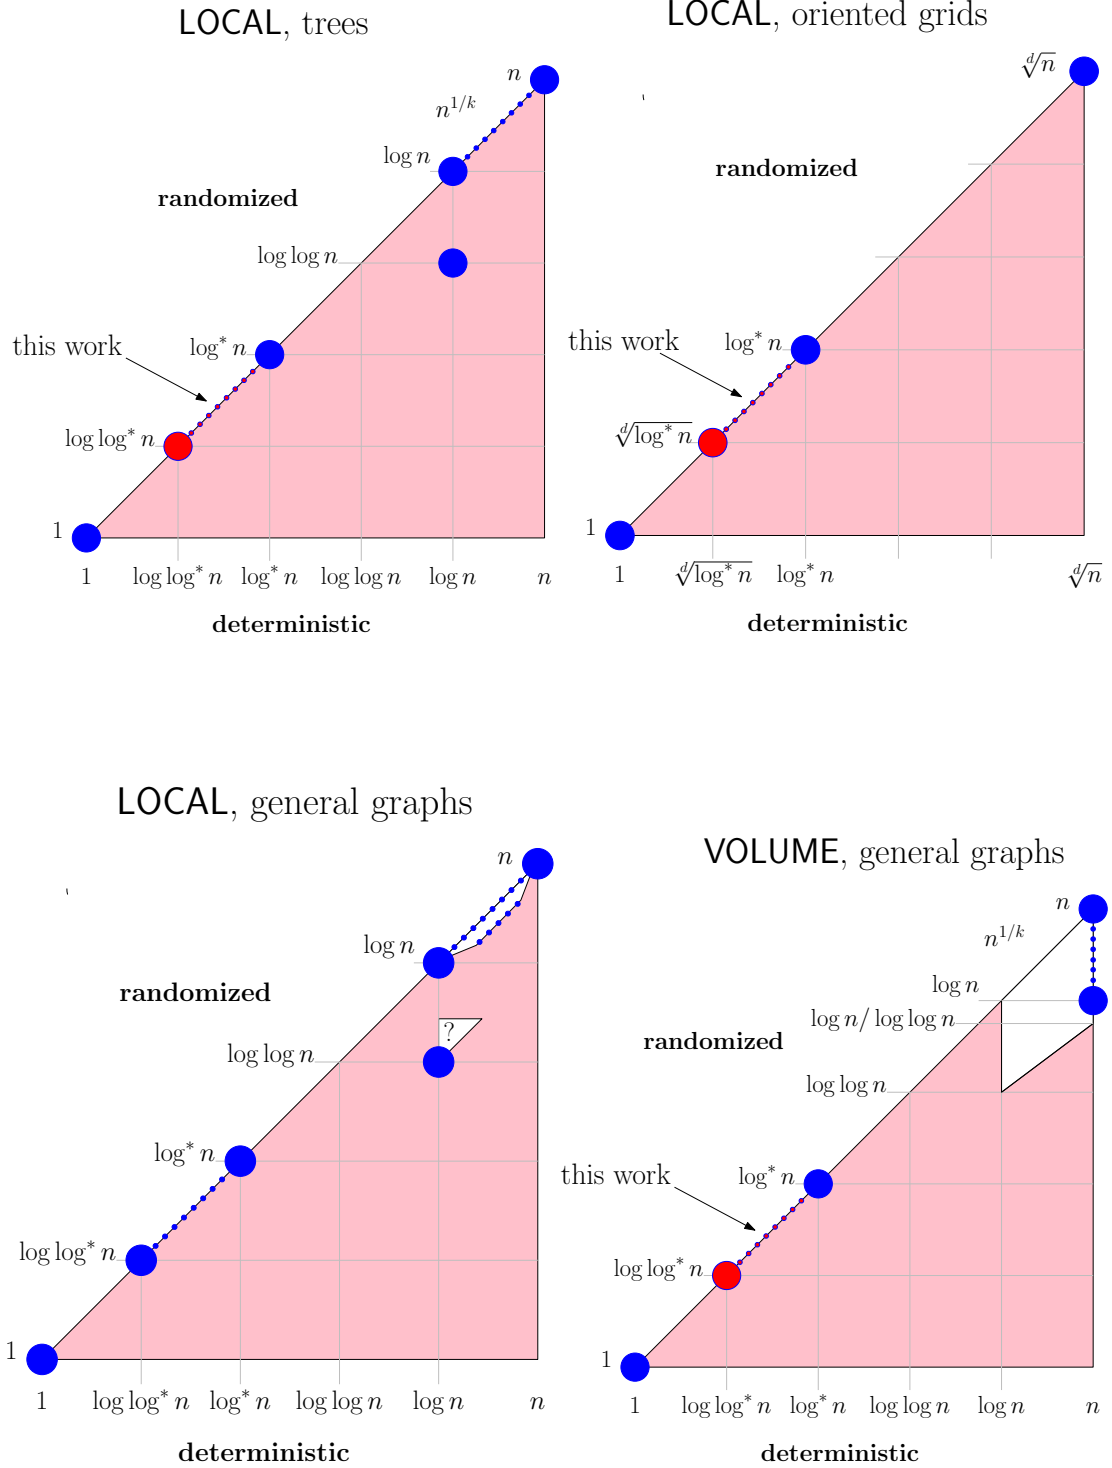 LOCAL, trees
n
n^{1/k}
log n
randomized
log log n
this work
log* n
log log* n
1
1 log log* n log* n log log n log n n
deterministic
LOCAL, oriented grids
\sqrt[d]{n}
randomized
this work
log* n
\sqrt[d]{log* n}
1
1 \sqrt[d]{log* n} log* n \sqrt[d]{n}
deterministic
LOCAL, general graphs
n
log n
randomized
?
log log n
log* n
log log* n
1
1 log log* n log* n log log n log n n
deterministic
VOLUME, general graphs
n
n^{1/k}
log n
log n/ log log n
randomized
log log n
this work
log* n
log log* n
1
1 log log* n log* n log log n log n n
deterministic